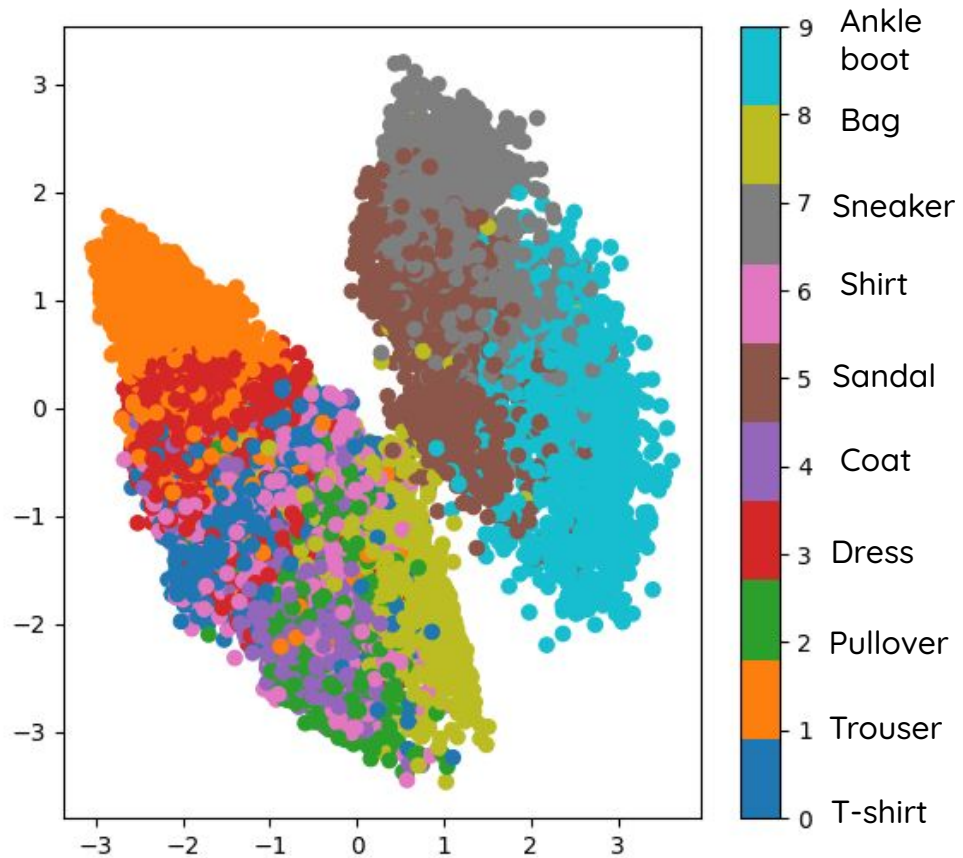 3
2
1
0
−1
−2
−3
−3
−2
−1
0
1
2
3
9
8
7
6
5
4
3
2
1
0
Ankle
boot
Bag
Sneaker
Shirt
Sandal
Coat
Dress
Pullover
Trouser
T-shirt